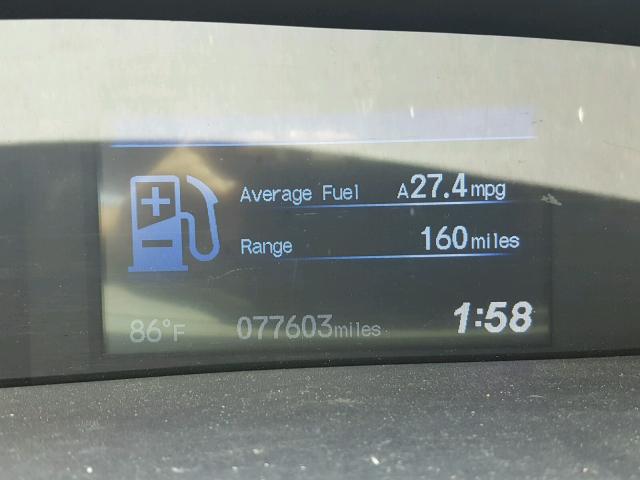 Average Fuel A27.4mpg
Range 160miles
86°F 077603miles 1:58